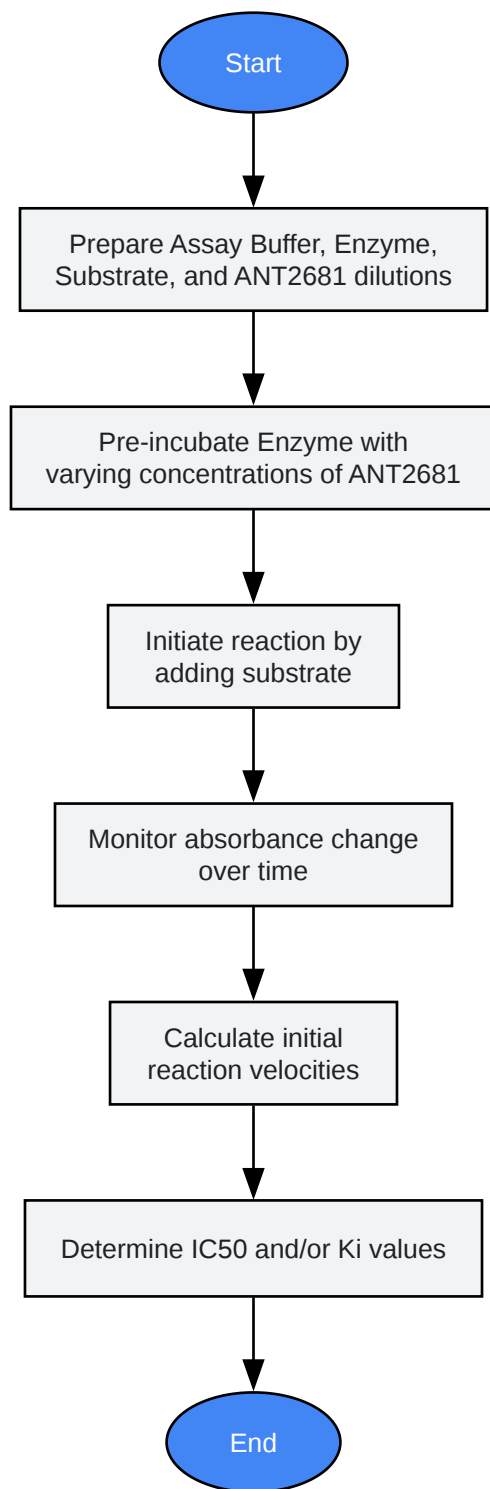 Start
Prepare Assay Buffer, Enzyme,
Substrate, and ANT2681 dilutions
Pre-incubate Enzyme with
varying concentrations of ANT2681
Initiate reaction by
adding substrate
Monitor absorbance change
over time
Calculate initial
reaction velocities
Determine IC50 and/or Ki values
End